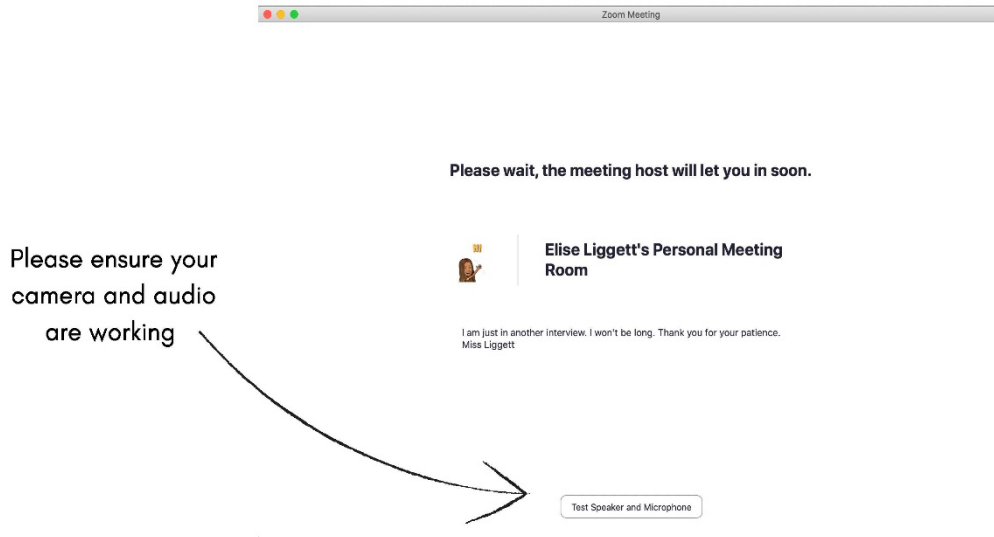 Zoom Meeting
Please wait, the meeting host will let you in soon.
Elise Liggett's Personal Meeting
Room
I am just in another interview. I won't be long. Thank you for your patience.
Miss Liggett
Please ensure your
camera and audio
are working
Test Speaker and Microphone